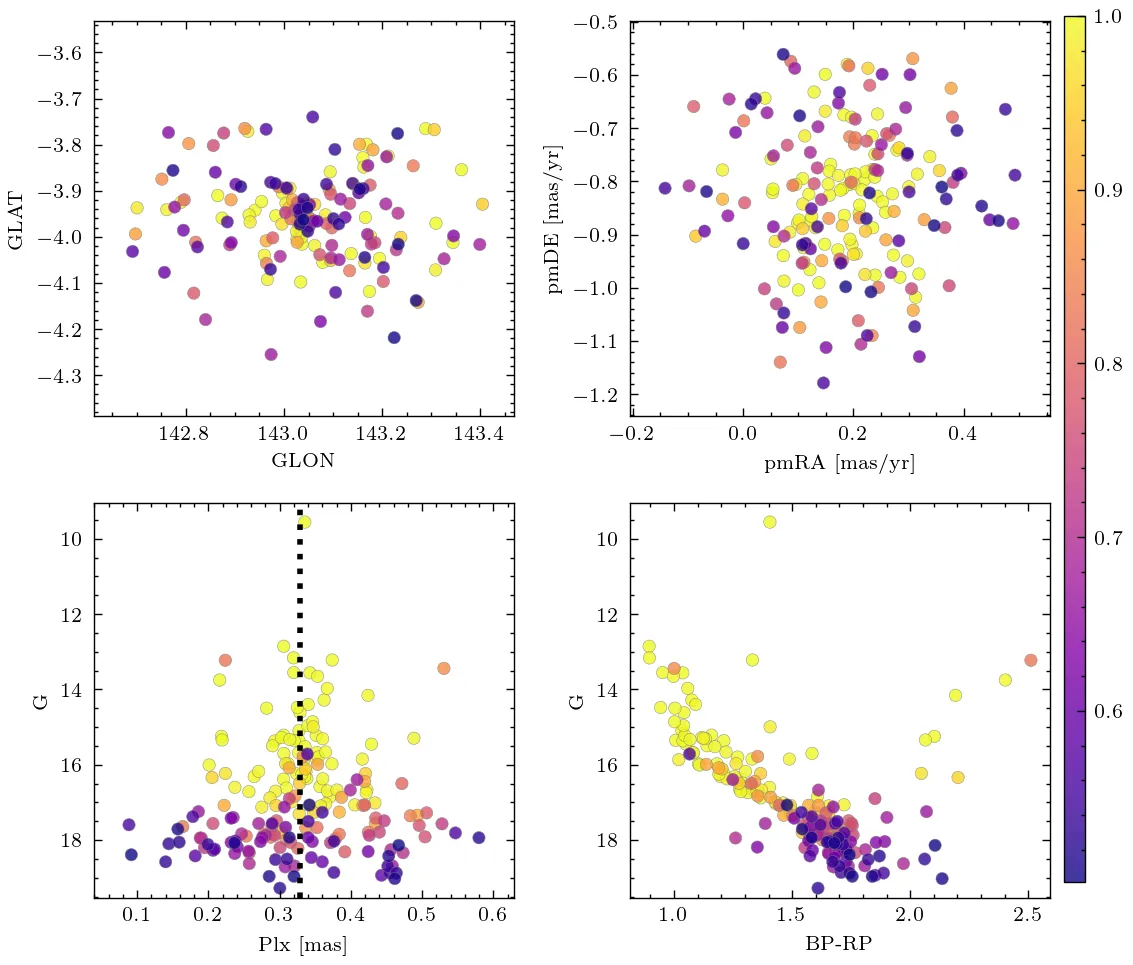 −3.6
−3.7
−3.8
−3.9
−4.0
−4.1
−4.2
−4.3
GLAT
142.8 143.0 143.2 143.4
GLON
−0.5
−0.6
−0.7
−0.8
−0.9
−1.0
−1.1
−1.2
pmDE [mas/yr]
−0.2 0.0 0.2 0.4
pmRA [mas/yr]
1.0
0.9
0.8
0.7
0.6
10
12
14
16
18
G
0.1 0.2 0.3 0.4 0.5 0.6
Plx [mas]
10
12
14
16
18
G
1.0 1.5 2.0 2.5
BP-RP